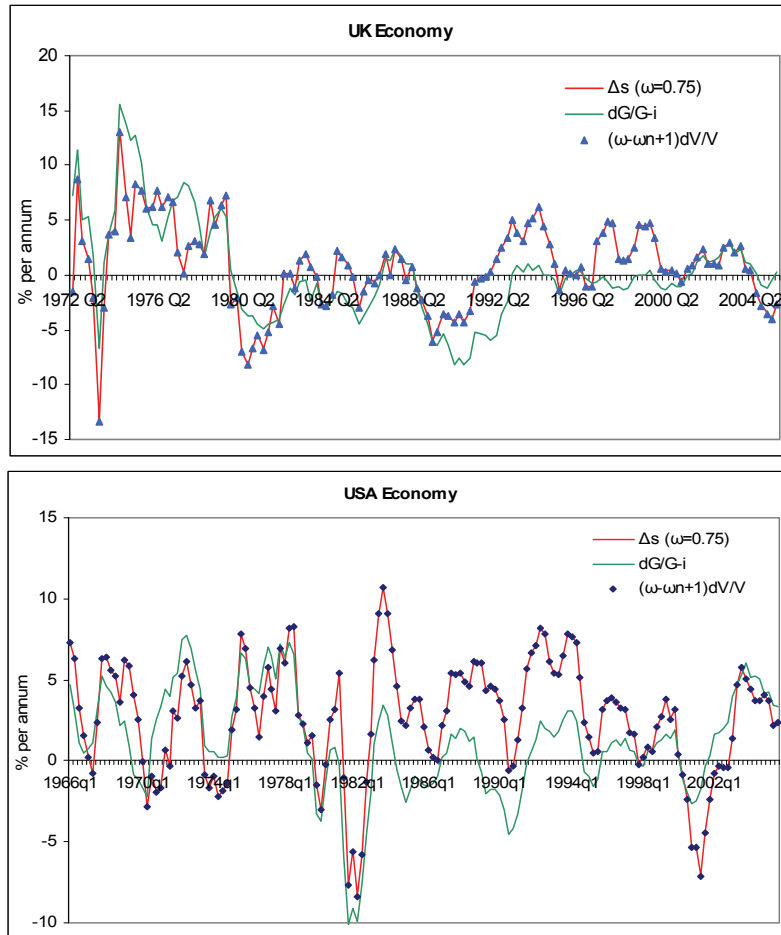 UK Economy
20
15
10
5
0
-5
-10
-15
% per annum
Δs (ω=0.75)
dG/G-i
(ω-ωn+1)dV/V
1972 Q2
1976 Q2
1980 Q2
1984 Q2
1988 Q2
1992 Q2
1996 Q2
2000 Q2
2004 Q2
USA Economy
15
10
5
0
-5
-10
% per annum
Δs (ω=0.75)
dG/G-i
(ω-ωn+1)dV/V
1966q1
1970q1
1974q1
1978q1
1982q1
1986q1
1990q1
1994q1
1998q1
2002q1